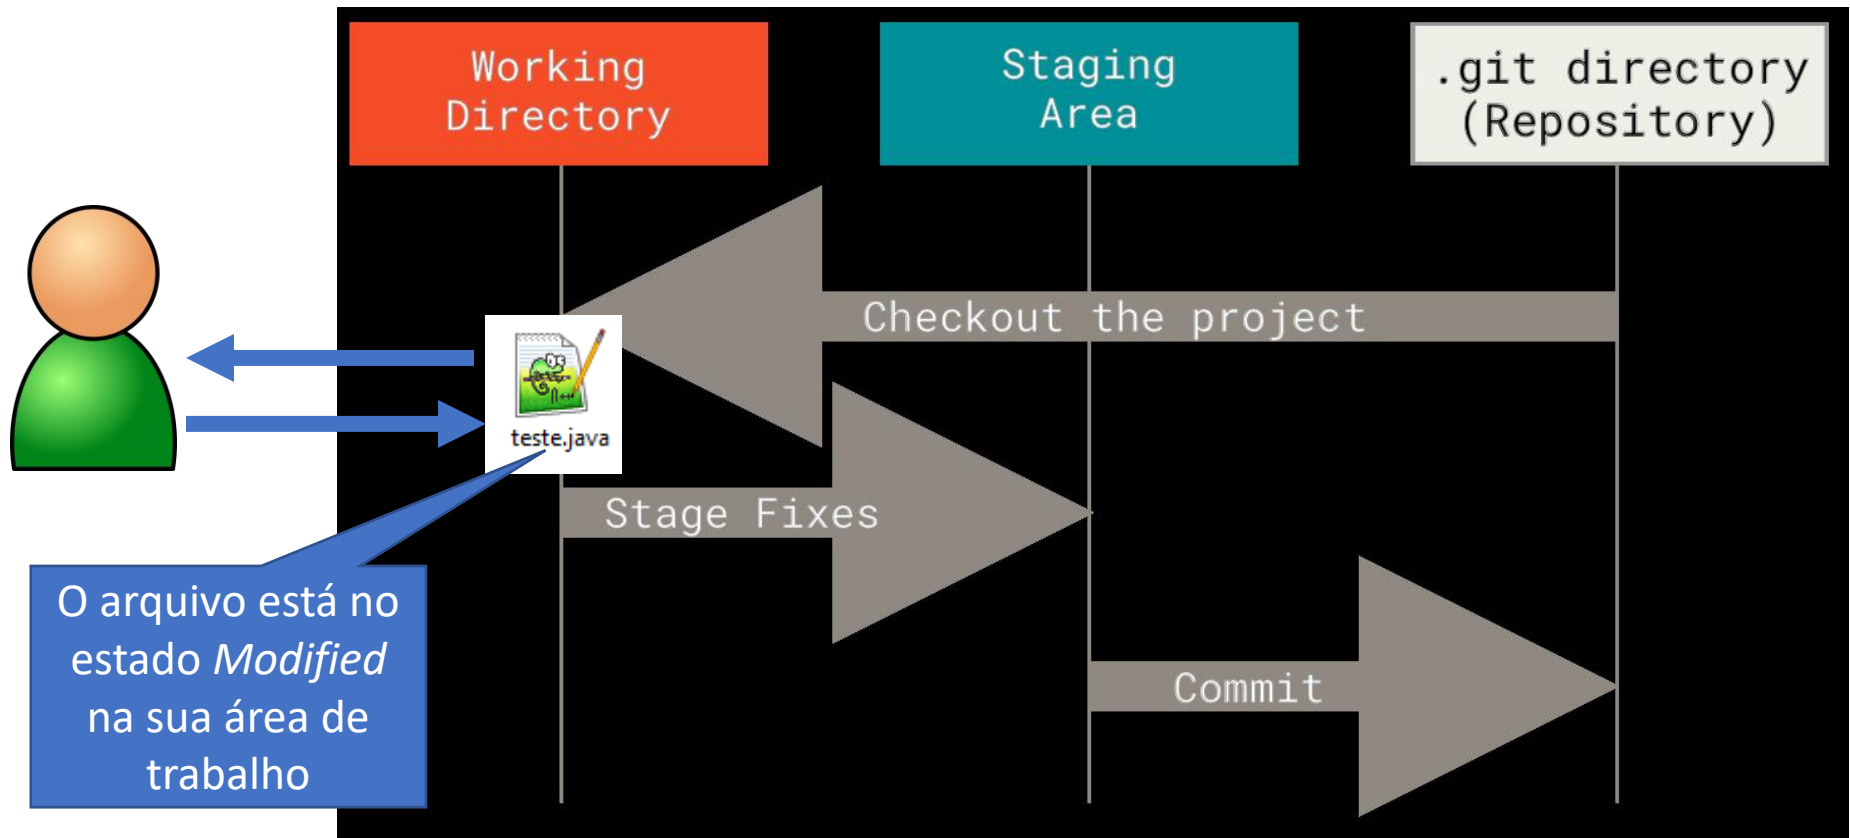 Working
Directory
Staging
Area
.git directory
(Repository)
Checkout the project
teste.java
Stage Fixes
O arquivo está no
estado Modified
na sua área de
trabalho
Commit